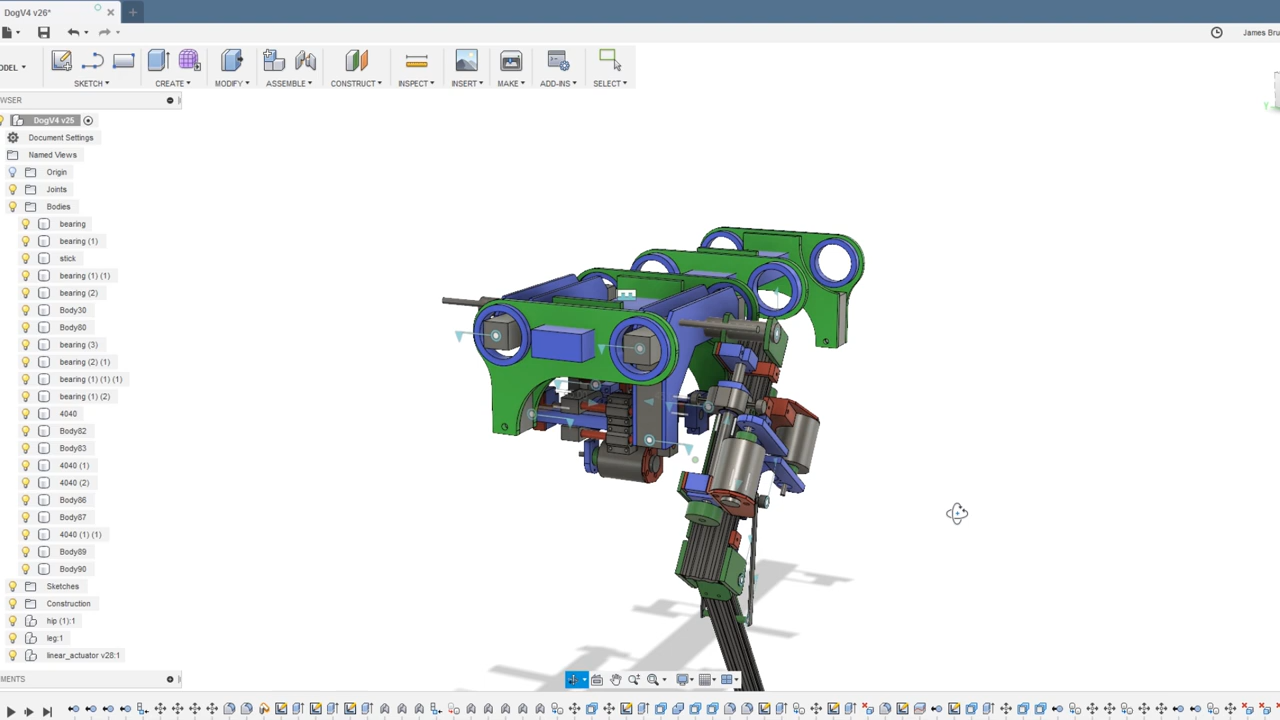 DogV4 v26*
James Bru
DEL
SKETCH
CREATE
MODIFY
ASSEMBLE
CONSTRUCT
INSPECT
INSERT
MAKE
ADD-INS
SELECT
WSER
DogV4 v25
Document Settings
Named Views
Origin
Joints
Bodies
bearing
bearing (1)
stick
bearing (1) (1)
bearing (2)
Body30
Body80
bearing (3)
bearing (2) (1)
bearing (1) (1) (1)
bearing (1) (2)
4040
Body82
Body83
4040 (1)
4040 (2)
Body86
Body87
4040 (1) (1)
Body89
Body90
Sketches
Construction
hip (1):1
leg:1
linear_actuator v28:1
MENTS
Y